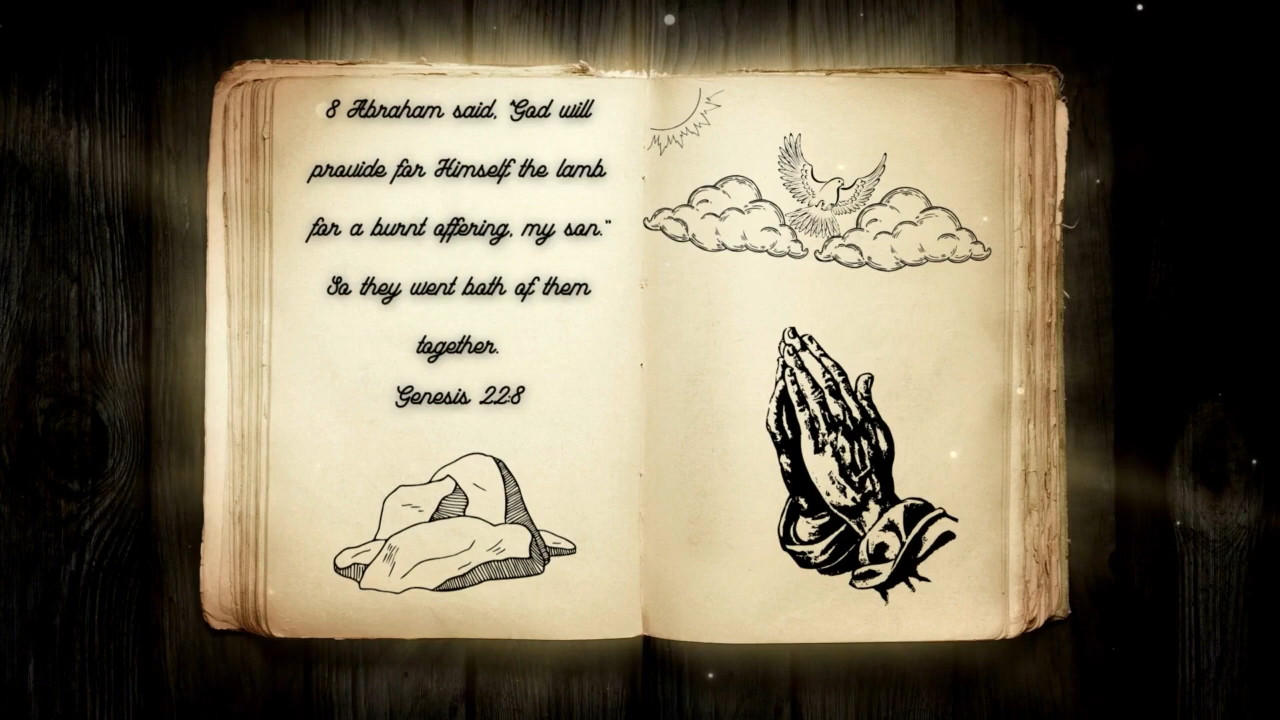 8 Abraham said, "God will
provide for Himself the lamb
for a burnt offering, my son."
So they went both of them
together.
Genesis 22:8